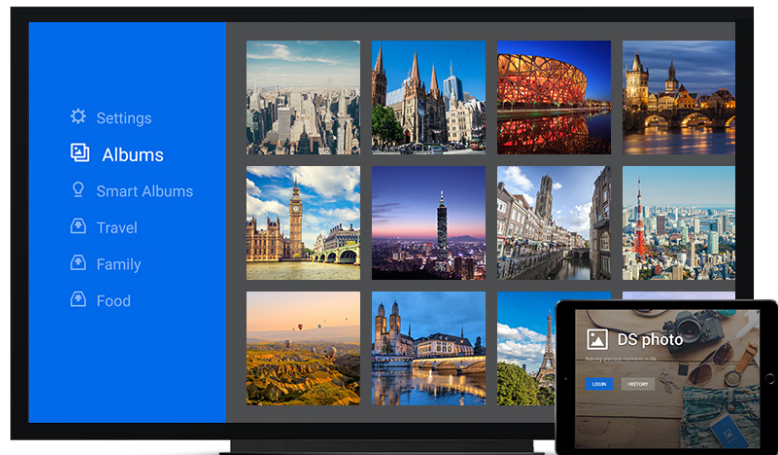 Settings
Albums
Smart Albums
Travel
Family
Food
DS photo
LOGIN
HISTORY